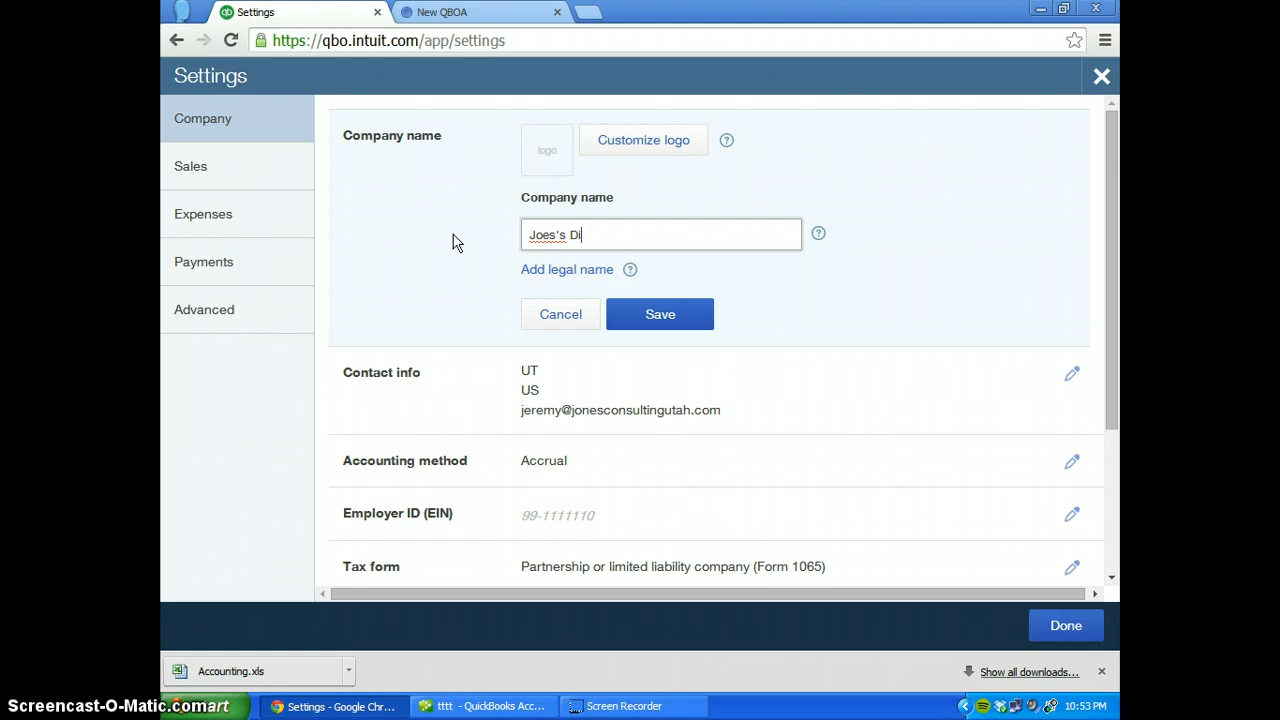 Settings
New QBOA
https://qbo.intuit.com/app/settings
Settings
Company
Sales
Expenses
Payments
Advanced
Company name
logo
Customize logo
?
Company name
Joes's Di
?
Add legal name
?
Cancel
Save
Contact info
UT
US
jeremy@jonesconsultingutah.com
Accounting method
Accrual
Employer ID (EIN)
99-1111110
Tax form
Partnership or limited liability company (Form 1065)
Done
Accounting.xls
Show all downloads...
Screencast-O-Matic.com
art
Settings - Google Chr...
tttt - QuickBooks Acc...
Screen Recorder
10:53 PM